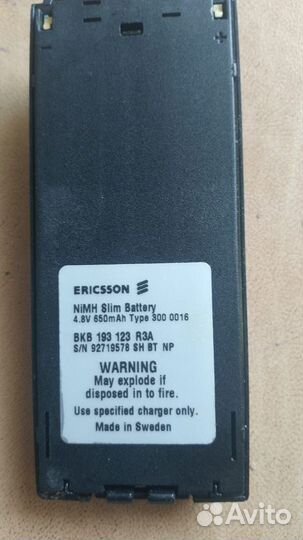 ERICSSON
NiMH Slim Battery
4.8V 650mAh Type 300 0016
BKB 193 123 R3A
S/N 92719578 SH BT NP
WARNING
May explode if
disposed in to fire.
Use specified charger only.
Made in Sweden
Avito